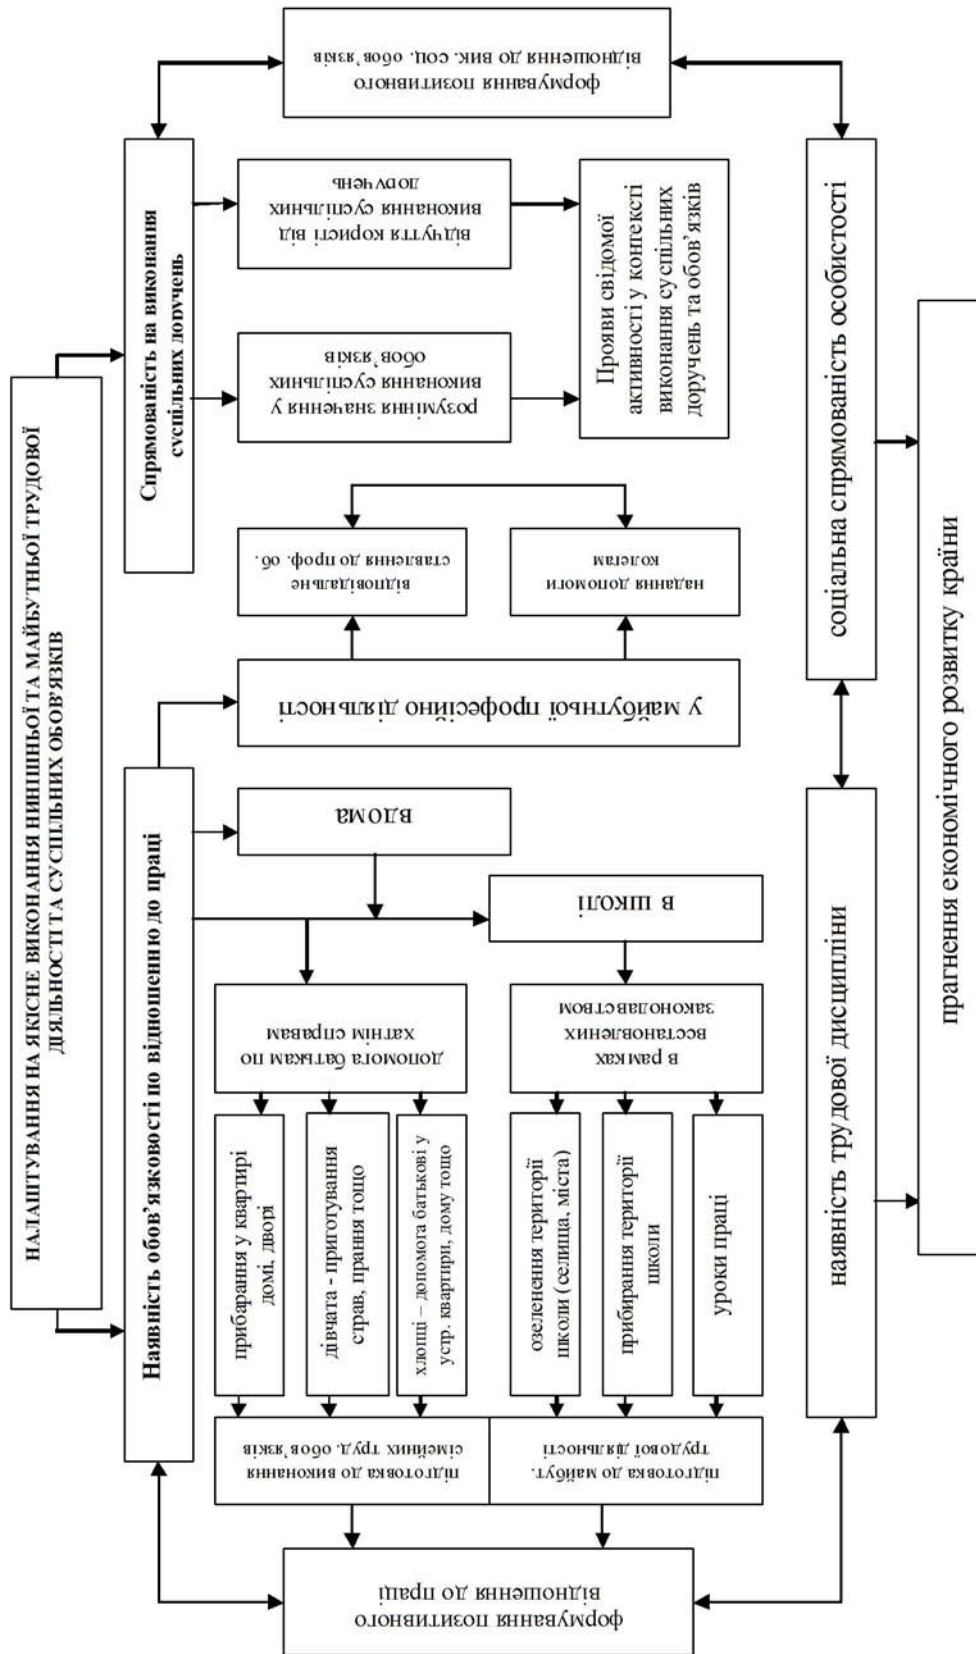 НАЛАШТУВАННЯ НА ЯКІСНЕ ВИКОНАННЯ НИНІШНЬОЇ ТА МАЙБУТНЬОЇ ТРУДОВОЇ
ДІЯЛЬНОСТІ ТА СУСПІЛЬНИХ ОБОВ'ЯЗКІВ
Наявність обов'язковості по відношенню до праці
Спрямованість на виконання
суспільних доручень
формування позитивного
відношення до праці
підготовка до виконання
сімейних труд. обов'язків
підготовка до майбут.
трудової діяльності
прибарання у квартирі
домі, дворі
дівчата - приготування
страв, прання тощо
хлопці – допомога батькові у
устр. квартири, дому тощо
озеленення території
школи (селища, міста)
прибирання території
школи
уроки праці
допомога батькам по
хатнім справам
в рамках
встановлених
законодавством
вдома
в школі
у майбутньої професійно діяльності
відповідальне
ставлення до проф. об.
надання допомоги
колегам
розуміння значення у
виконання суспільних
обов'язків
відчуття користі від
виконання суспільних
доручень
Прояви свідомої
активності у контексті
виконання суспільних
доручень та обов'язків
формування позитивного
відношення до вик. соц. обов'язків
наявність трудової дисципліни
соціальна спрямованість особистості
прагнення економічного розвитку країни